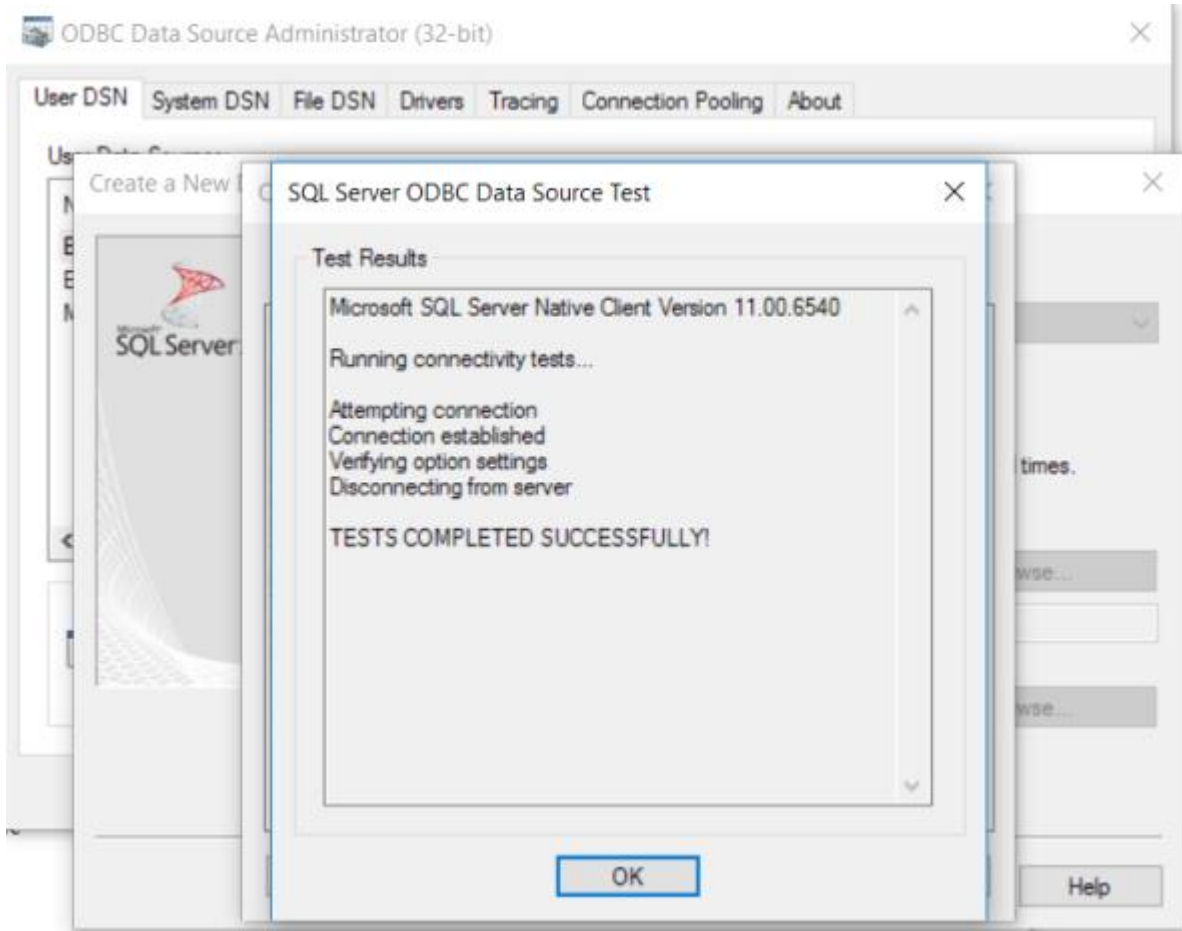 ODBC Data Source Administrator (32-bit)
User DSN System DSN File DSN Drivers Tracing Connection Pooling About
Create a New
SQL Server ODBC Data Source Test
Test Results
Microsoft SQL Server Native Client Version 11.00.6540
Running connectivity tests...
Attempting connection
Connection established
Verifying option settings
Disconnecting from server
TESTS COMPLETED SUCCESSFULLY!
Microsoft
SQL Server
times.
OK
Help